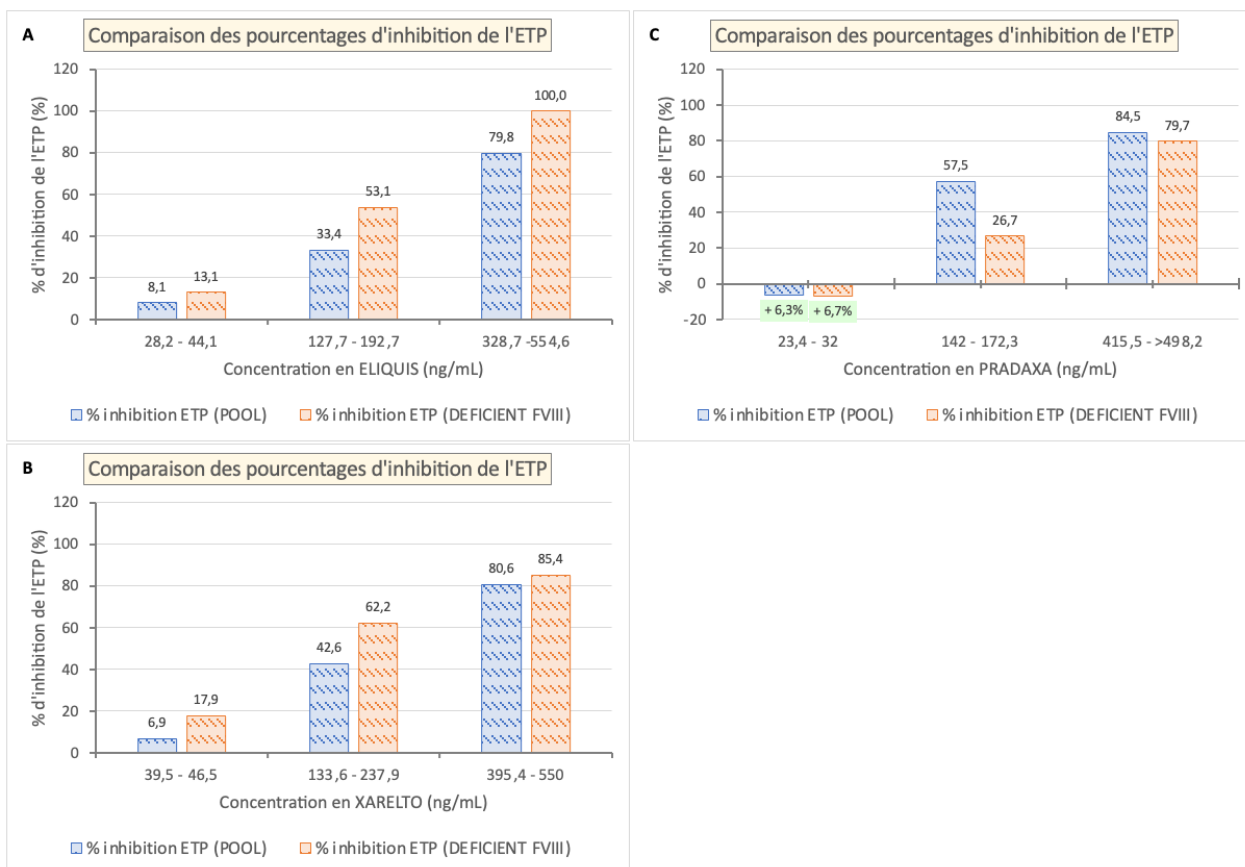 A
Comparaison des pourcentages d'inhibition de l'ETP
% d'inhibition de l'ETP (%)
120
100
80
60
40
20
0
8,1
13,1
33,4
53,1
79,8
100,0
28,2 - 44,1
127,7 - 192,7
328,7 -554,6
Concentration en ELIQUIS (ng/mL)
% inhibition ETP (POOL)
% inhibition ETP (DEFICIENT FVIII)
B
Comparaison des pourcentages d'inhibition de l'ETP
% d'inhibition de l'ETP (%)
120
100
80
60
40
20
0
6,9
17,9
42,6
62,2
80,6
85,4
39,5 - 46,5
133,6 - 237,9
395,4 - 550
Concentration en XARELTO (ng/mL)
% inhibition ETP (POOL)
% inhibition ETP (DEFICIENT FVIII)
C
Comparaison des pourcentages d'inhibition de l'ETP
% d'inhibition de l'ETP (%)
120
100
80
60
40
20
0
-20
+ 6,3%
+ 6,7%
57,5
26,7
84,5
79,7
23,4 - 32
142 - 172,3
415,5 - >498,2
Concentration en PRADAXA (ng/mL)
% inhibition ETP (POOL)
% inhibition ETP (DEFICIENT FVIII)